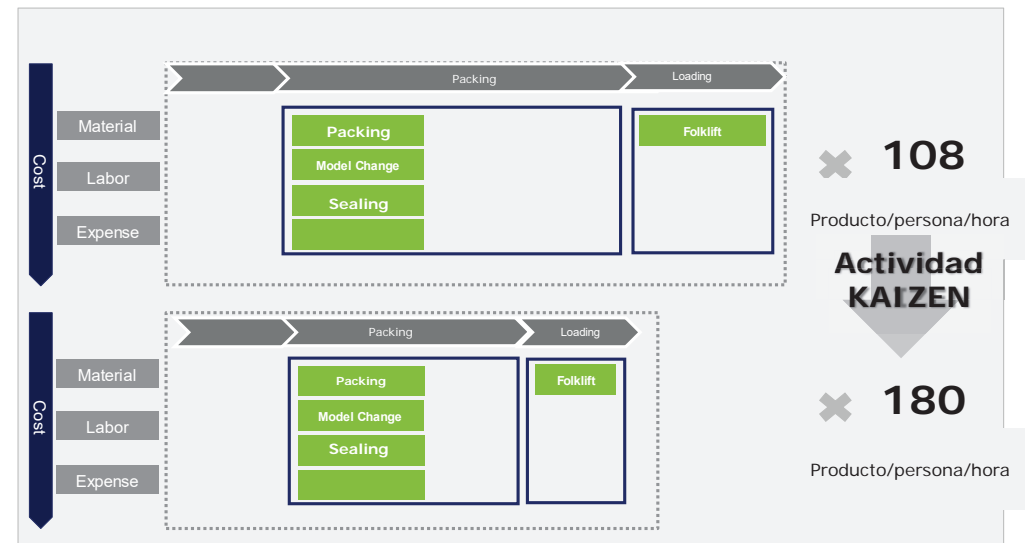 Packing
Loading
Cost
Material
Labor
Expense
Packing
Model Change
Sealing
Folklift
108
Producto/persona/hora
Actividad
KAIZEN
Packing
Loading
Cost
Material
Labor
Expense
Packing
Model Change
Sealing
Folklift
180
Producto/persona/hora